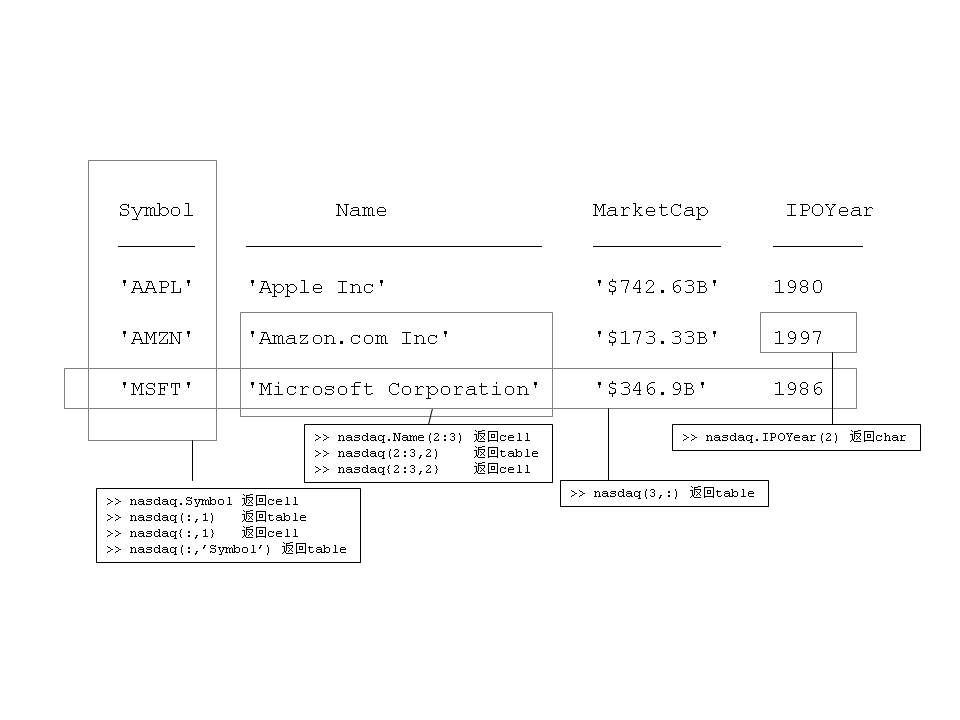 Symbol Name MarketCap IPOYear
'AAPL' 'Apple Inc' '$742.63B' 1980
'AMZN' 'Amazon.com Inc' '$173.33B' 1997
'MSFT' 'Microsoft Corporation' '$346.9B' 1986
>> nasdaq.Name(2:3) 返回cell
>> nasdaq(2:3,2) 返回table
>> nasdaq{2:3,2} 返回cell
>> nasdaq.IPOYear(2) 返回char
>> nasdaq(3,:) 返回table
>> nasdaq.Symbol 返回cell
>> nasdaq(:,1) 返回table
>> nasdaq{:,1} 返回cell
>> nasdaq(:,’Symbol’) 返回table